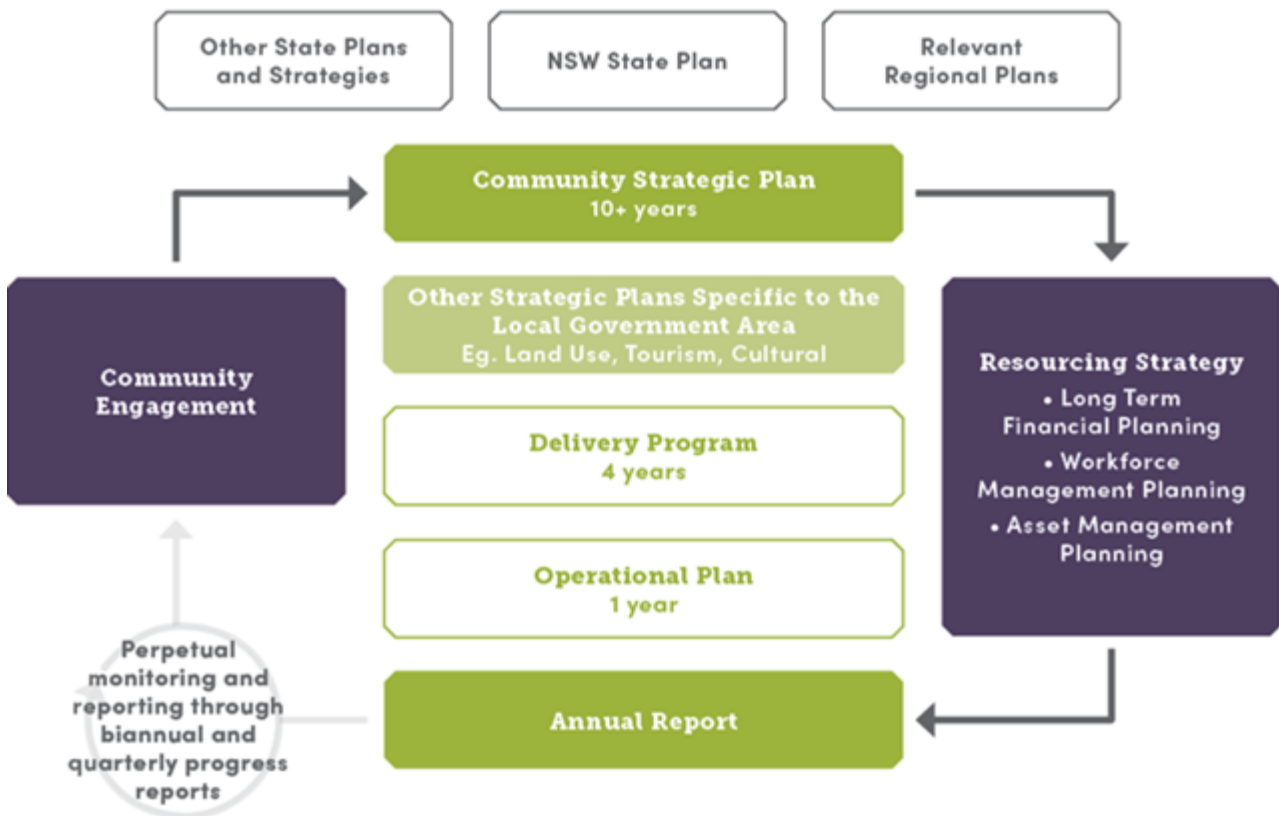 Other State Plans
and Strategies
NSW State Plan
Relevant
Regional Plans
Community Strategic Plan
10+ years
Other Strategic Plans Specific to the
Local Government Area
Eg. Land Use, Tourism, Cultural
Community
Engagement
Delivery Program
4 years
Operational Plan
1 year
Resourcing Strategy
• Long Term
Financial Planning
• Workforce
Management Planning
• Asset Management
Planning
Annual Report
Perpetual
monitoring and
reporting through
biannual and
quarterly progress
reports